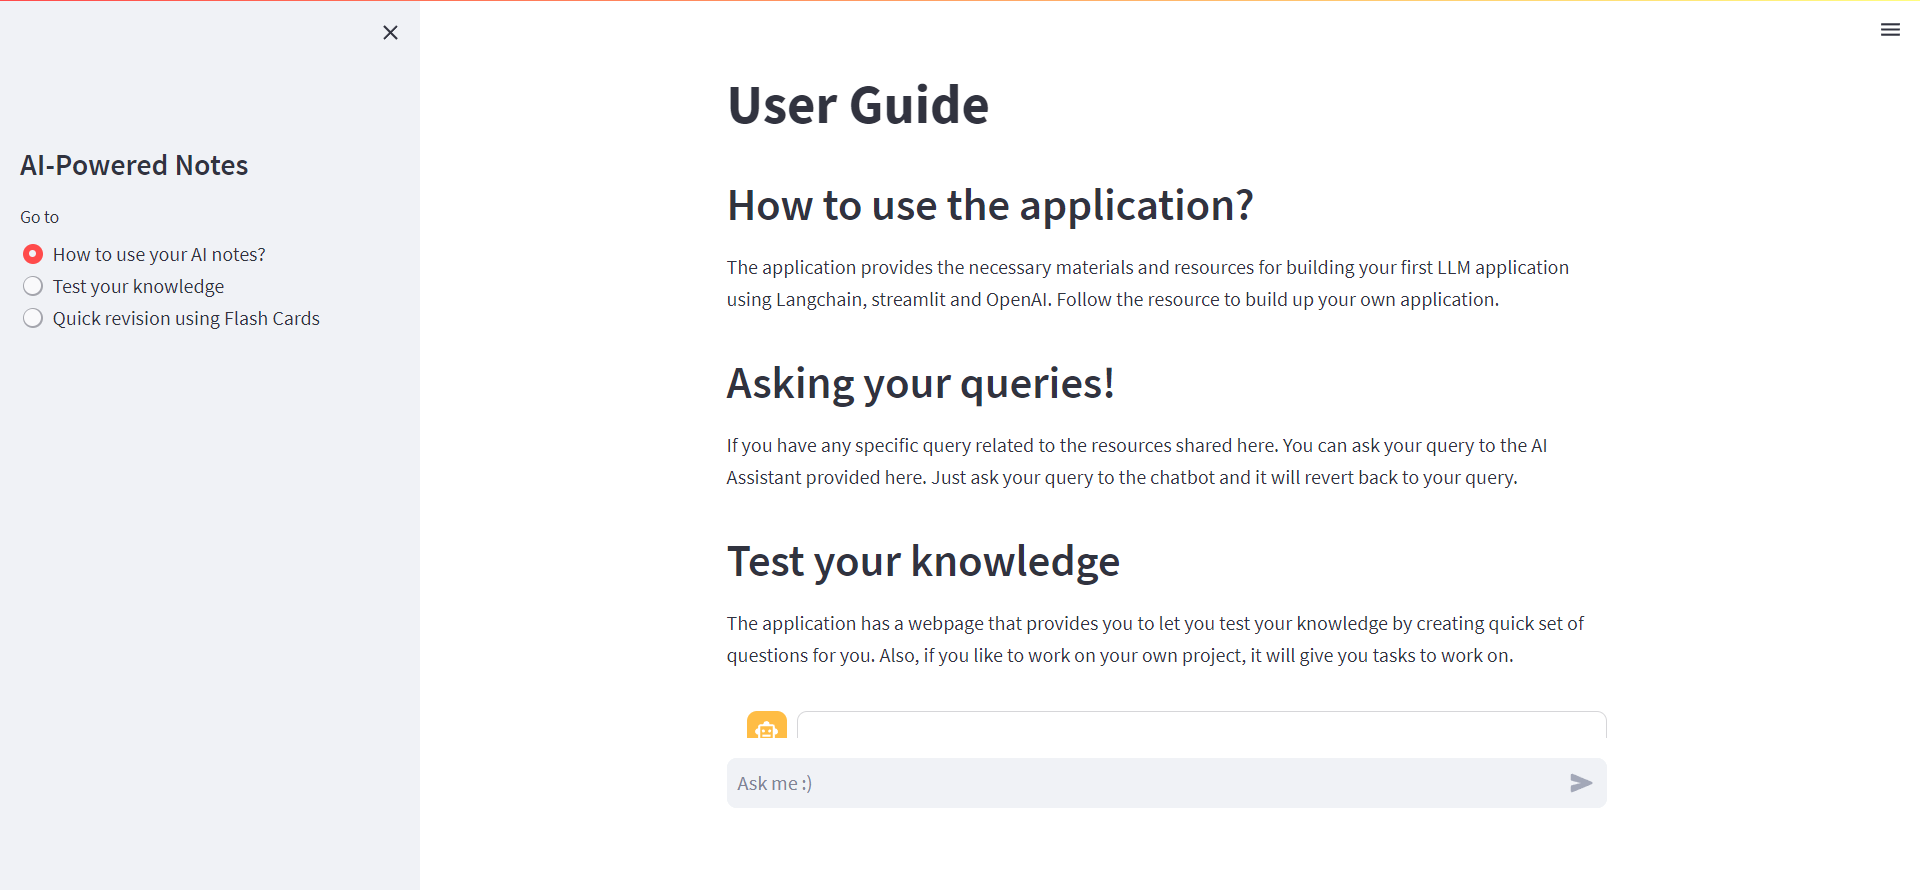 AI-Powered Notes
Go to
How to use your AI notes?
Test your knowledge
Quick revision using Flash Cards
User Guide
How to use the application?
The application provides the necessary materials and resources for building your first LLM application
using Langchain, streamlit and OpenAI. Follow the resource to build up your own application.
Asking your queries!
If you have any specific query related to the resources shared here. You can ask your query to the AI
Assistant provided here. Just ask your query to the chatbot and it will revert back to your query.
Test your knowledge
The application has a webpage that provides you to let you test your knowledge by creating quick set of
questions for you. Also, if you like to work on your own project, it will give you tasks to work on.
Ask me :)